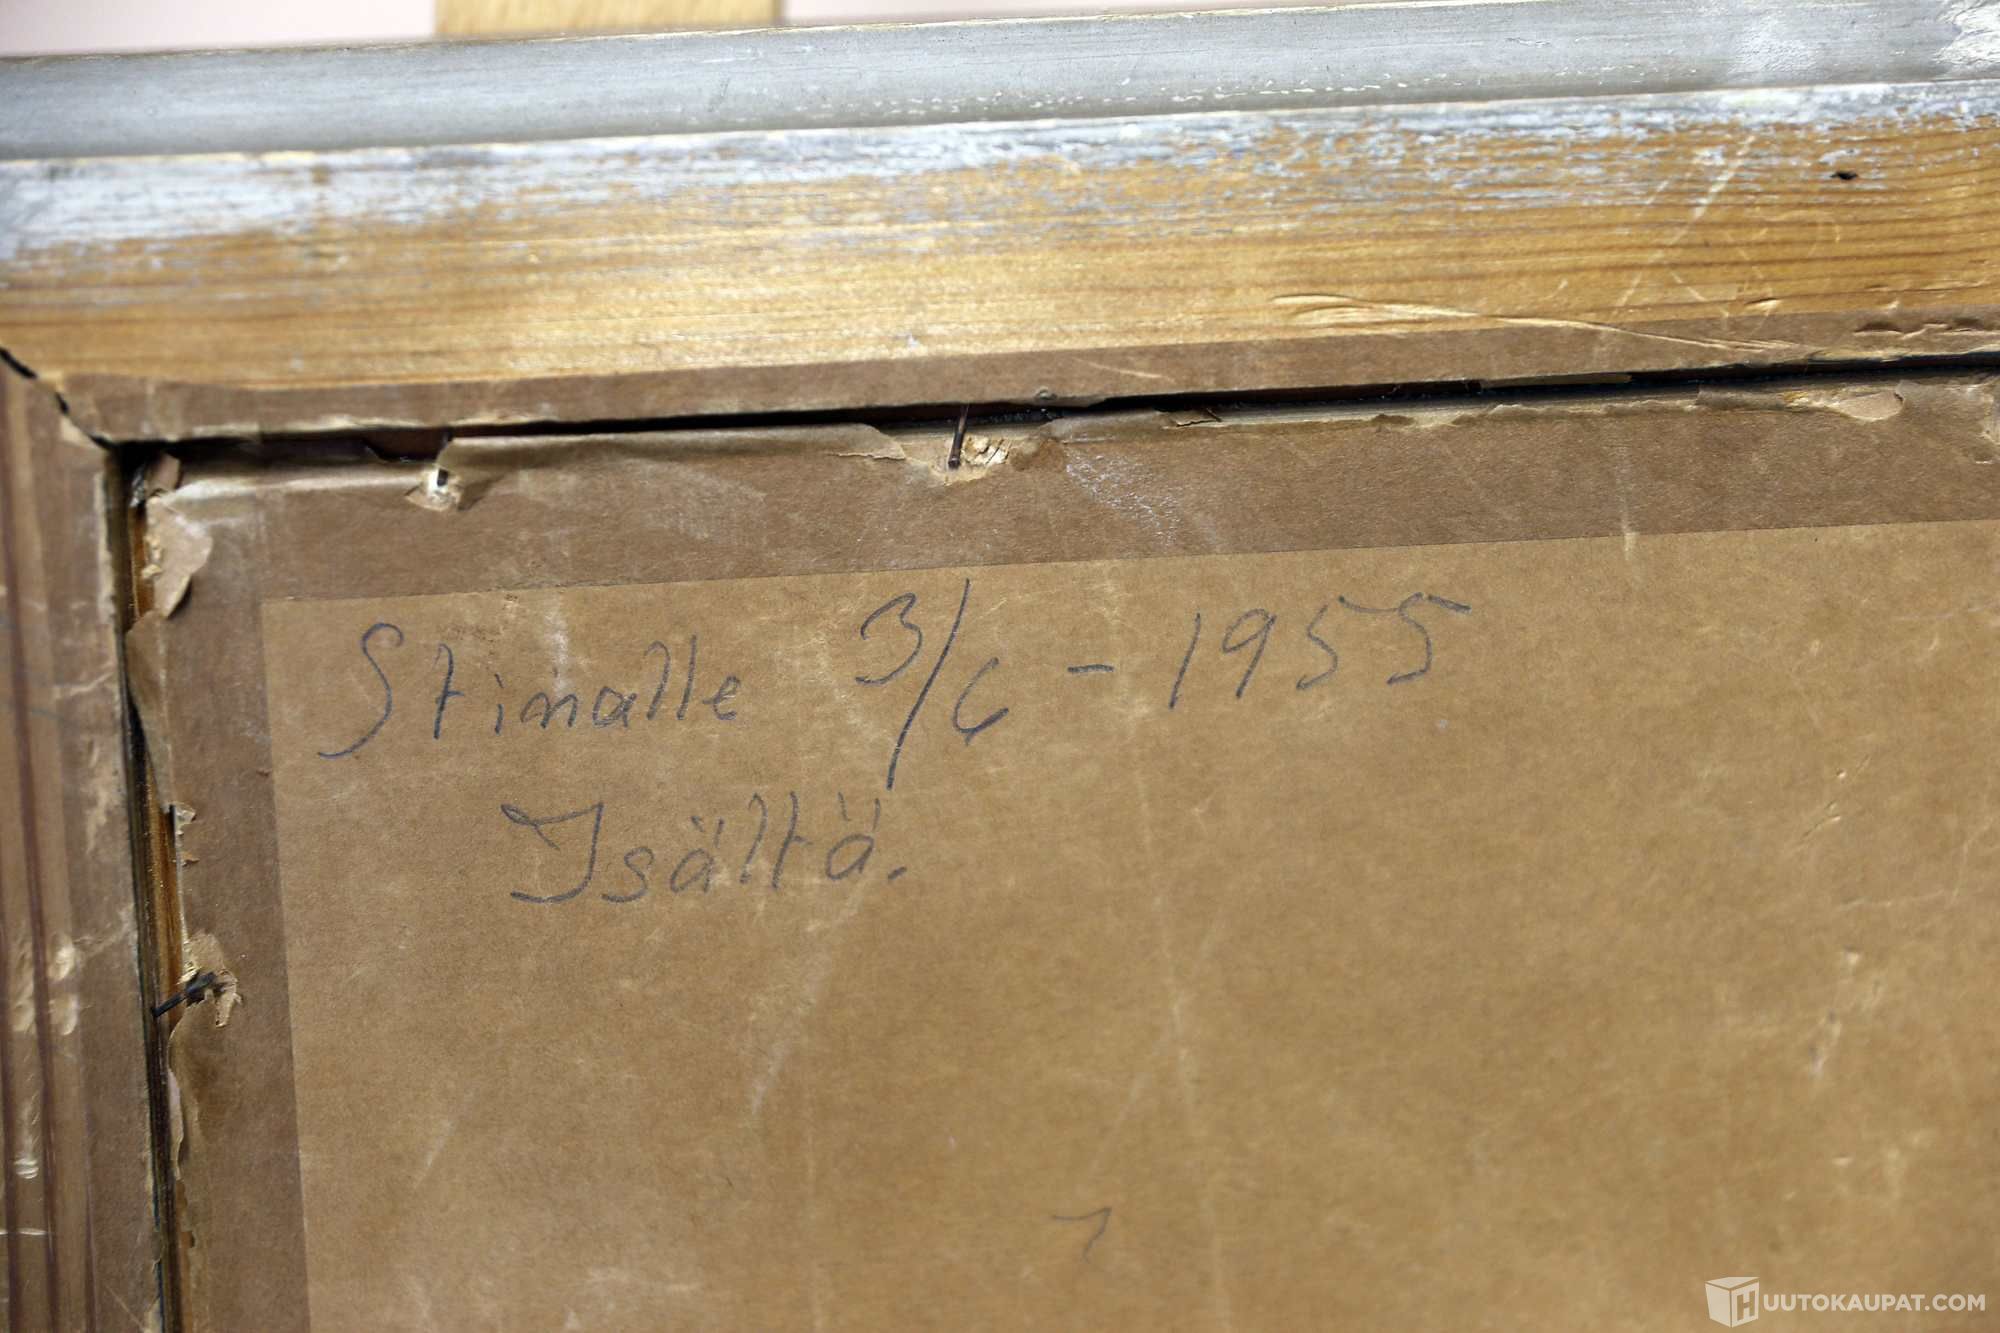 Stinalle 3/6 - 1955
Isältä.
HUUTOKAUPAT.COM